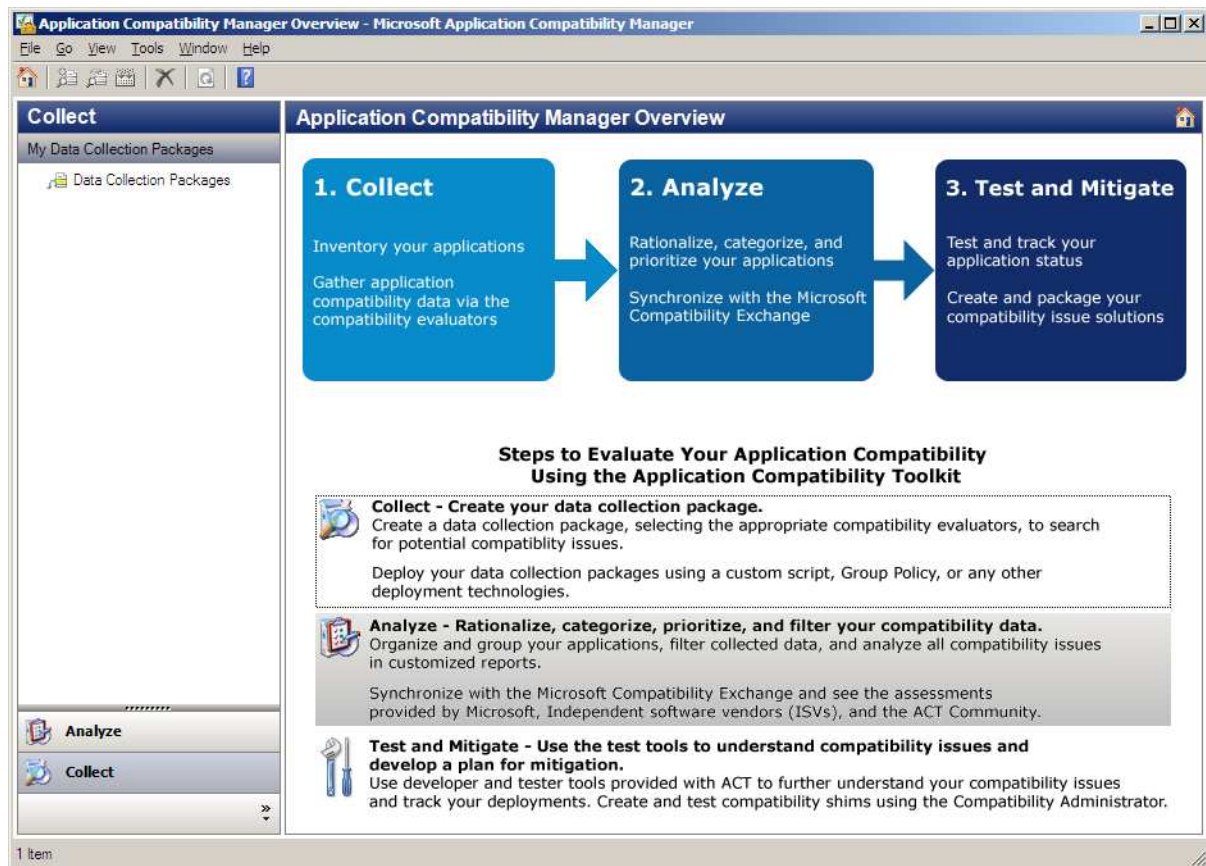 Application Compatibility Manager Overview - Microsoft Application Compatibility Manager
File Go View Tools Window Help
Collect
Application Compatibility Manager Overview
My Data Collection Packages
Data Collection Packages
1. Collect
Inventory your applications
Gather application
compatibility data via the
compatibility evaluators
2. Analyze
Rationalize, categorize, and
prioritize your applications
Synchronize with the Microsoft
Compatibility Exchange
3. Test and Mitigate
Test and track your
application status
Create and package your
compatibility issue solutions
Steps to Evaluate Your Application Compatibility
Using the Application Compatibility Toolkit
Collect - Create your data collection package.
Create a data collection package, selecting the appropriate compatibility evaluators, to search
for potential compatiblity issues.
Deploy your data collection packages using a custom script, Group Policy, or any other
deployment technologies.
Analyze - Rationalize, categorize, prioritize, and filter your compatibility data.
Organize and group your applications, filter collected data, and analyze all compatibility issues
in customized reports.
Synchronize with the Microsoft Compatibility Exchange and see the assessments
provided by Microsoft, Independent software vendors (ISVs), and the ACT Community.
Test and Mitigate - Use the test tools to understand compatibility issues and
develop a plan for mitigation.
Use developer and tester tools provided with ACT to further understand your compatibility issues
and track your deployments. Create and test compatibility shims using the Compatibility Administrator.
Analyze
Collect
1 Item